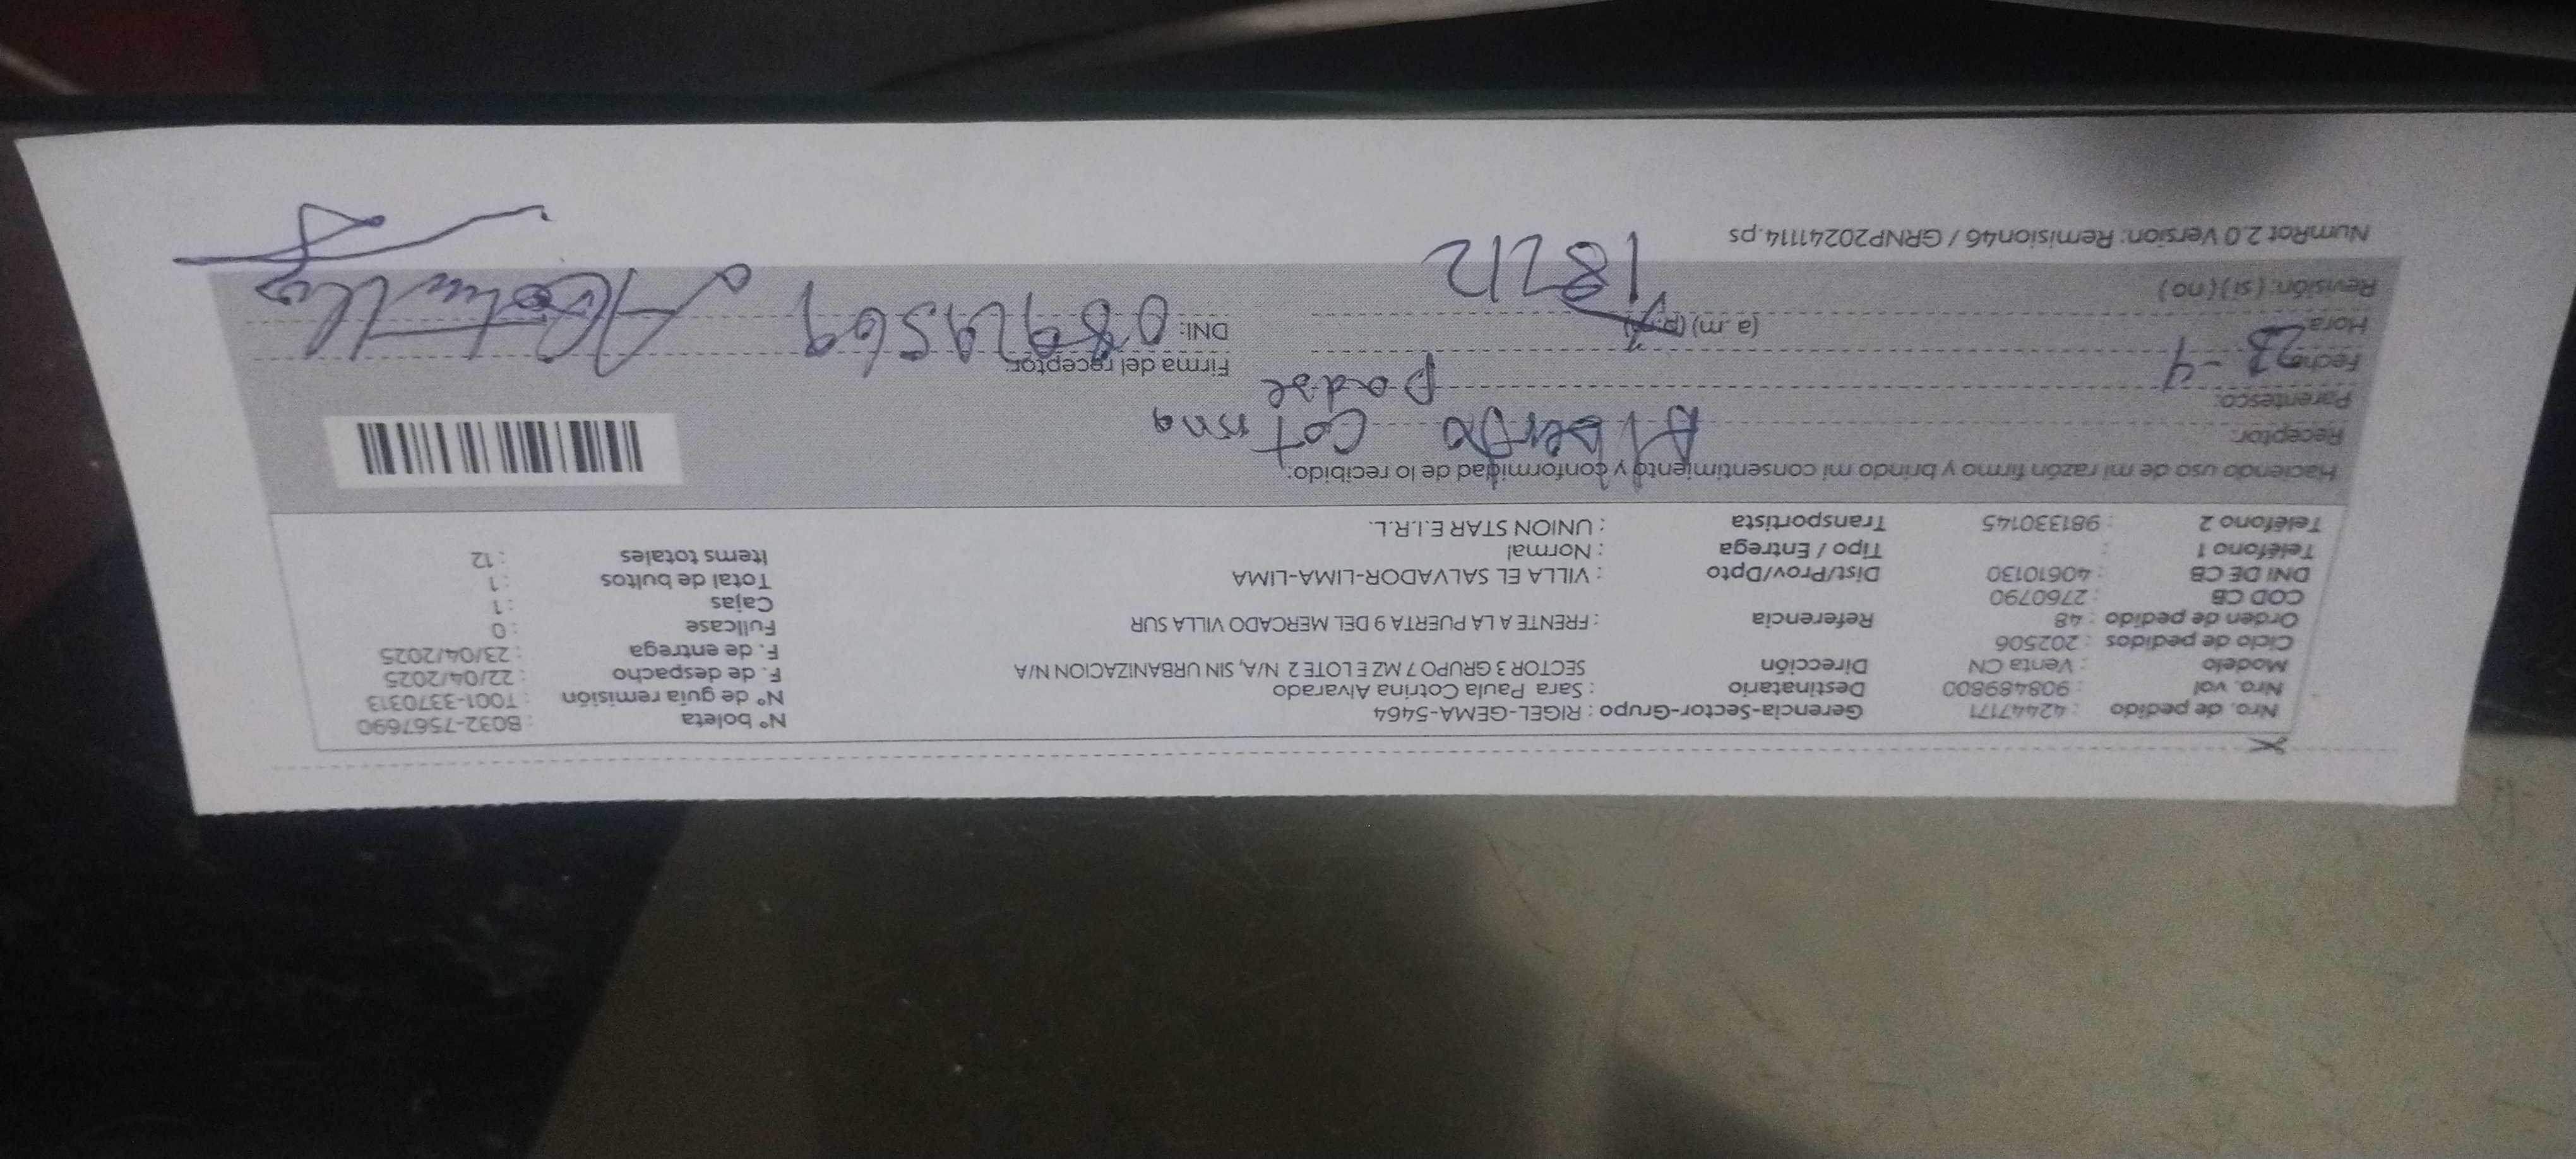 Nro. de pedido : 42447171 Gerencia-Sector-Grupo : RIGEL-GEMA-5464 Nº boleta : B032-7567690
Nro. vol : 908489800 Destinatario : Sara Paula Cotrina Alvarado Nº de guía remisión : T001-3370313
Modelo : Venta CN Dirección SECTOR 3 GRUPO 7 MZ E LOTE 2 N/A, SIN URBANIZACION N/A F. de despacho : 22/04/2025
Ciclo de pedidos : 202506 F. de entrega : 23/04/2025
Orden de pedido : 48 Referencia : FRENTE A LA PUERTA 9 DEL MERCADO VILLA SUR Fullcase : 0
COD CB : 2760790 Cajas : 1
DNI DE CB : 40610130 Dist/Prov/Dpto : VILLA EL SALVADOR-LIMA-LIMA Total de bultos : 1
Teléfono 1 : Tipo / Entrega : Normal Items totales : 12
Teléfono 2 : 981330145 Transportista : UNION STAR E.I.R.L.
Haciendo uso de mi razón firmo y brindo mi consentimiento y conformidad de lo recibido:
Receptor: Alberto Cotrina
Parentesco: padre
Fecha: 23-4 Firma del receptor:
Hora: (a.m) DNI:
Revisión: (si) (no)
NumRot 2.0 Version: Remision46 / GRNP20241114.ps